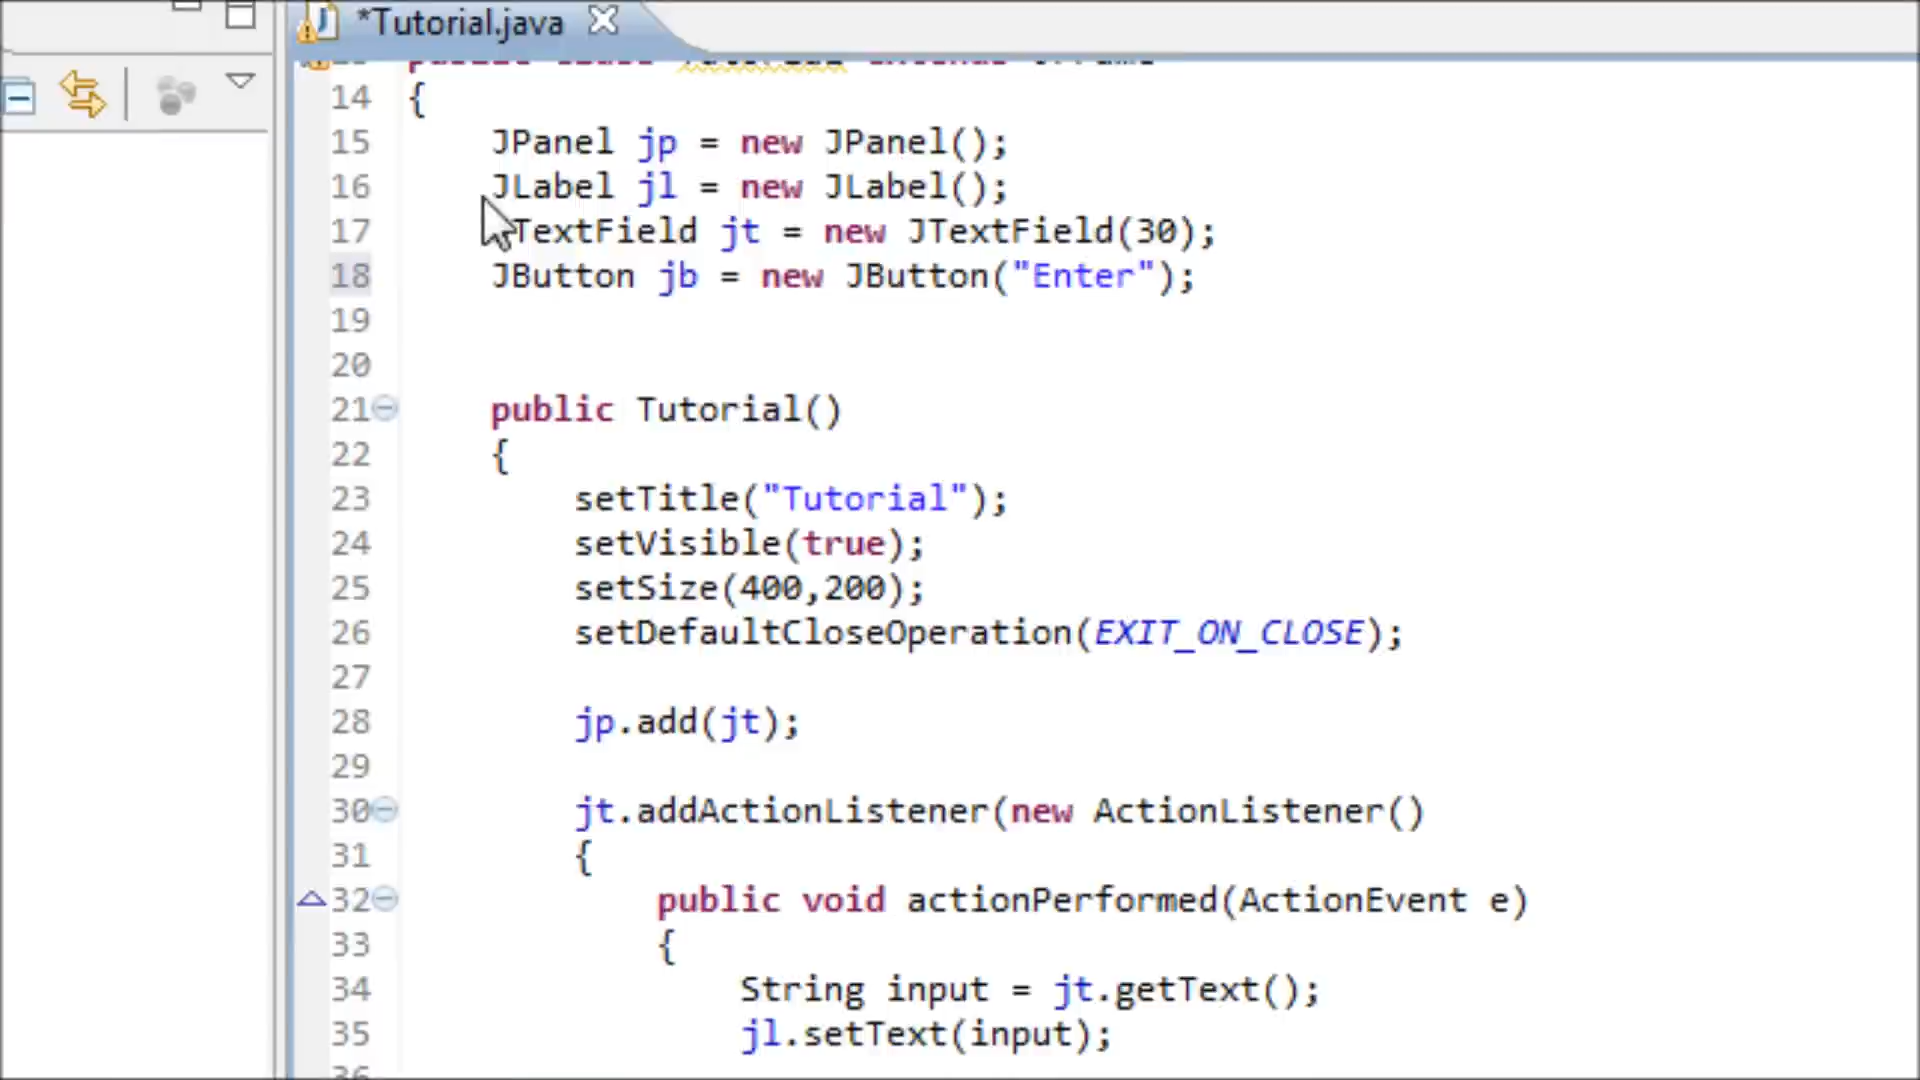 *Tutorial.java
14 {
15 JPanel jp = new JPanel();
16 JLabel jl = new JLabel();
17 TextField jt = new JTextField(30);
18 JButton jb = new JButton("Enter");
19
20
21 public Tutorial()
22 {
23 setTitle("Tutorial");
24 setVisible(true);
25 setSize(400,200);
26 setDefaultCloseOperation(EXIT_ON_CLOSE);
27
28 jp.add(jt);
29
30 jt.addActionListener(new ActionListener()
31 {
32 public void actionPerformed(ActionEvent e)
33 {
34 String input = jt.getText();
35 jl.setText(input);